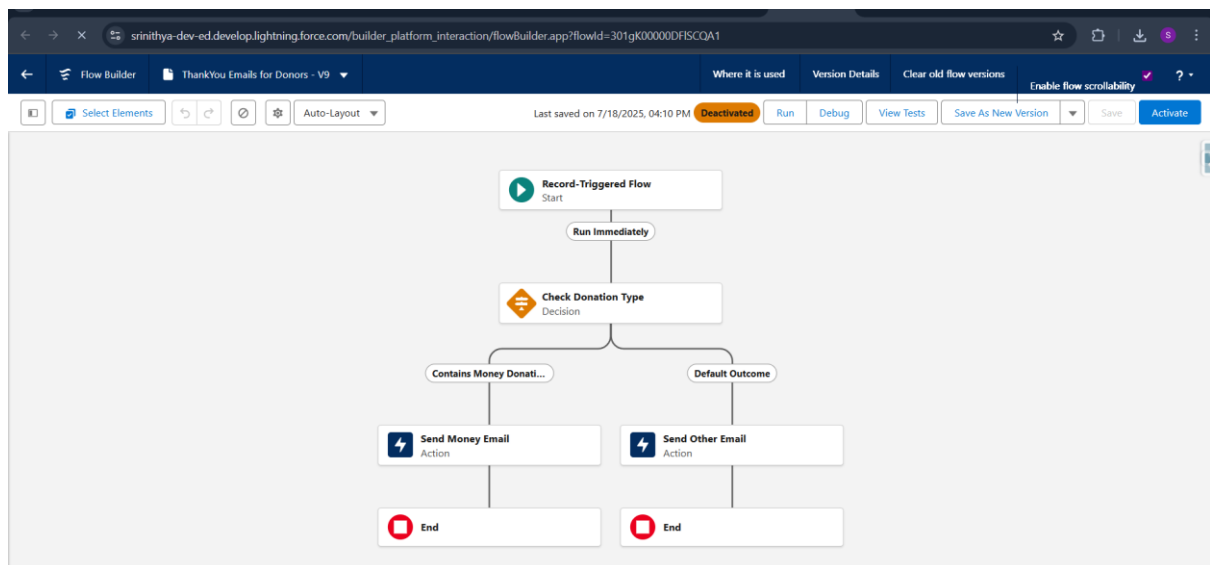 srinithya-dev-ed.develop.lightning.force.com/builder_platform_interaction/flowBuilder.app?flowId=301gK00000DFlSCQA1 S
Flow Builder ThankYou Emails for Donors - V9 Where it is used Version Details Clear old flow versions Enable flow scrollability ?
Select Elements Auto-Layout Last saved on 7/18/2025, 04:10 PM Deactivated Run Debug View Tests Save As New Version Save Activate
Record-Triggered Flow
Start
Run Immediately
Check Donation Type
Decision
Contains Money Donati... Default Outcome
Send Money Email Send Other Email
Action Action
End End